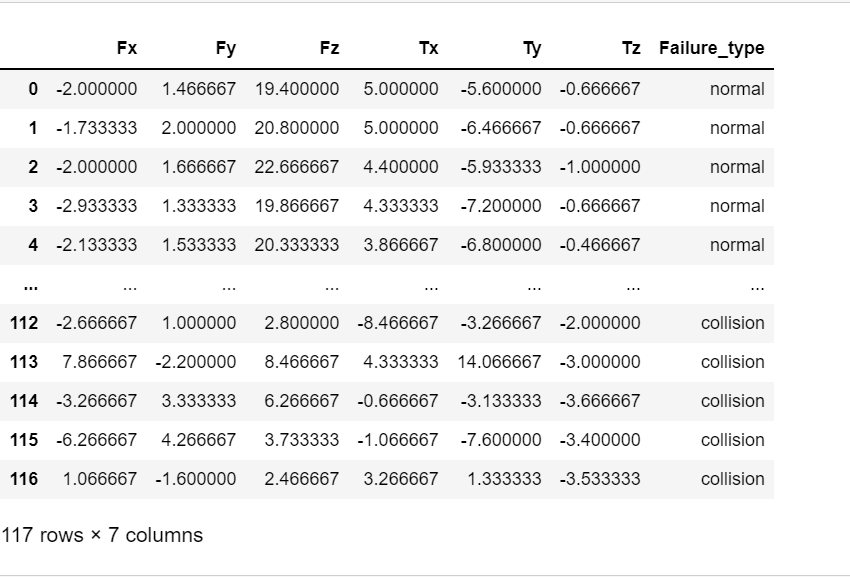 Fx Fy Fz Tx Ty Tz Failure_type
0 -2.000000 1.466667 19.400000 5.000000 -5.600000 -0.666667 normal
1 -1.733333 2.000000 20.800000 5.000000 -6.466667 -0.666667 normal
2 -2.000000 1.666667 22.666667 4.400000 -5.933333 -1.000000 normal
3 -2.933333 1.333333 19.866667 4.333333 -7.200000 -0.666667 normal
4 -2.133333 1.533333 20.333333 3.866667 -6.800000 -0.466667 normal
... ... ... ... ... ... ... ...
112 -2.666667 1.000000 2.800000 -8.466667 -3.266667 -2.000000 collision
113 7.866667 -2.200000 8.466667 4.333333 14.066667 -3.000000 collision
114 -3.266667 3.333333 6.266667 -0.666667 -3.133333 -3.666667 collision
115 -6.266667 4.266667 3.733333 -1.066667 -7.600000 -3.400000 collision
116 1.066667 -1.600000 2.466667 3.266667 1.333333 -3.533333 collision
117 rows × 7 columns